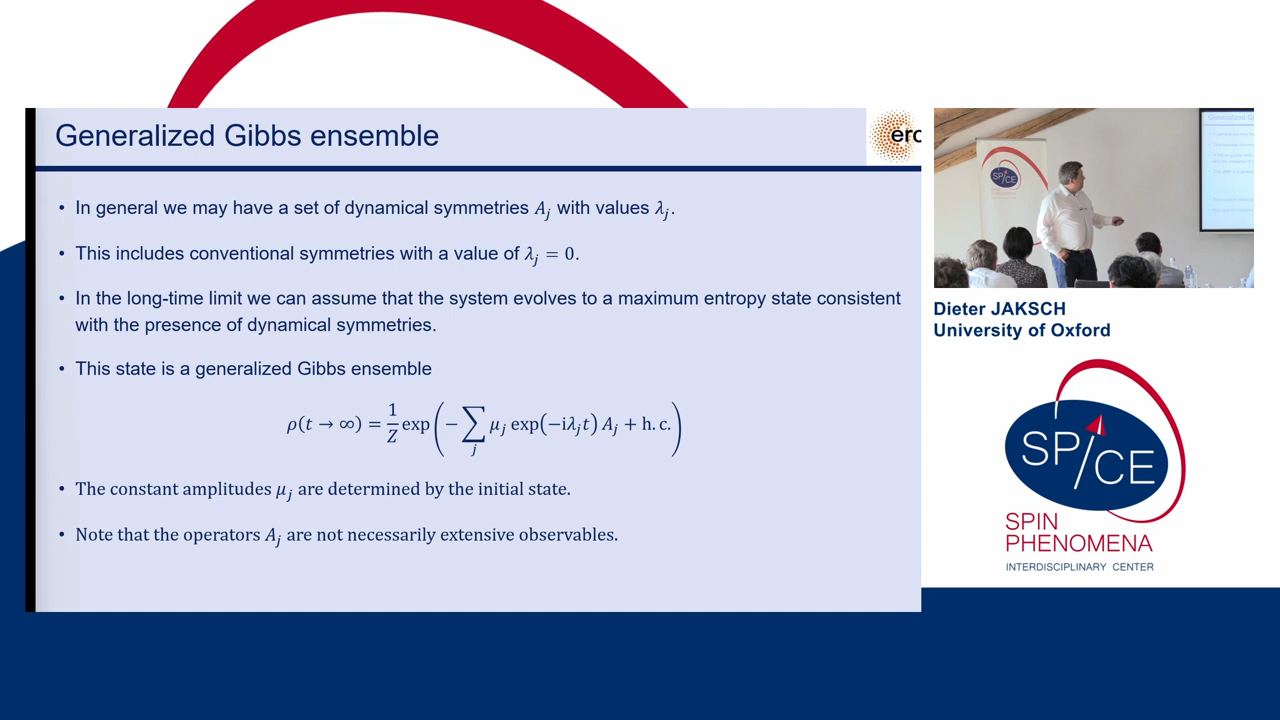 Generalized Gibbs ensemble
erc
• In general we may have a set of dynamical symmetries A_j with values λ_j.
• This includes conventional symmetries with a value of λ_j = 0.
• In the long-time limit we can assume that the system evolves to a maximum entropy state consistent
with the presence of dynamical symmetries.
• This state is a generalized Gibbs ensemble
ρ(t → ∞) = 1/Z exp(−∑_j μ_j exp(−iλ_j t) A_j + h. c.)
• The constant amplitudes μ_j are determined by the initial state.
• Note that the operators A_j are not necessarily extensive observables.
SP/CE
Dieter JAKSCH
University of Oxford
SP/CE
SPIN
PHENOMENA
INTERDISCIPLINARY CENTER